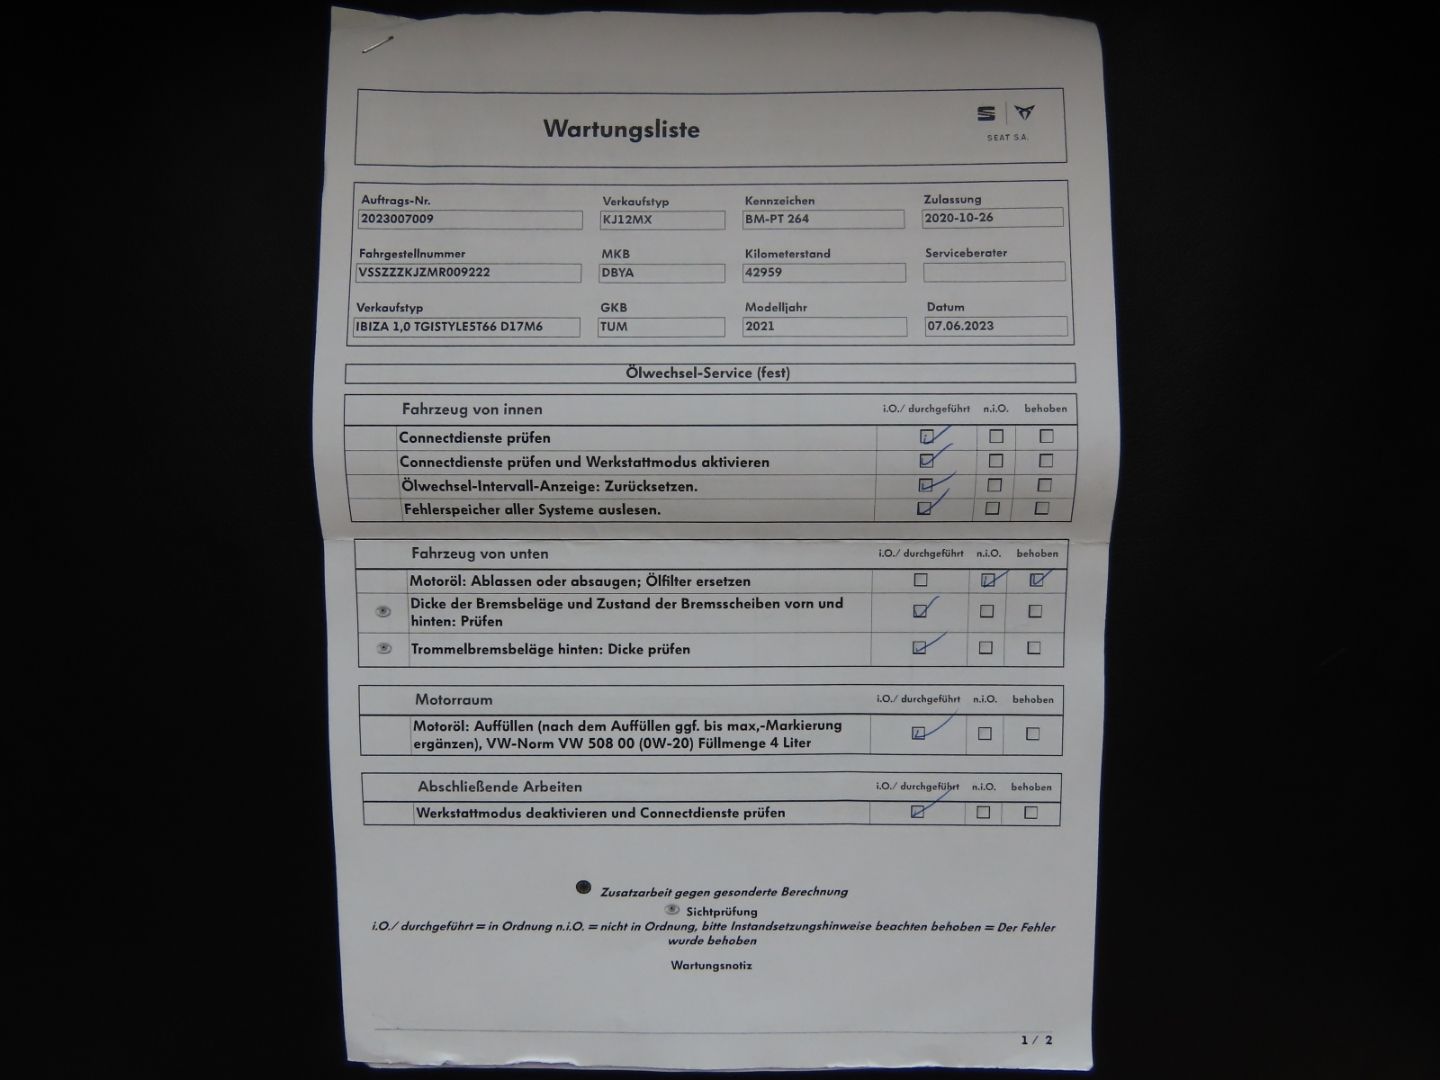 Wartungsliste
SEAT S.A.
Auftrags-Nr. Verkaufstyp Kennzeichen Zulassung
2023007009 KJ12MX BM-PT 264 2020-10-26
Fahrgestellnummer MKB Kilometerstand Serviceberater
VSSZZZKJZMR009222 DBYA 42959
Verkaufstyp GKB Modelljahr Datum
IBIZA 1,0 TGISTYLE5T66 D17M6 TUM 2021 07.06.2023
Ölwechsel-Service (fest)
Fahrzeug von innen i.O./ durchgeführt n.i.O. behoben
Connectdienste prüfen
Connectdienste prüfen und Werkstattmodus aktivieren
Ölwechsel-Intervall-Anzeige: Zurücksetzen.
Fehlerspeicher aller Systeme auslesen.
Fahrzeug von unten i.O./ durchgeführt n.i.O. behoben
Motoröl: Ablassen oder absaugen; Ölfilter ersetzen
Dicke der Bremsbeläge und Zustand der Bremsscheiben vorn und
hinten: Prüfen
Trommelbremsbeläge hinten: Dicke prüfen
Motorraum i.O./ durchgeführt n.i.O. behoben
Motoröl: Auffüllen (nach dem Auffüllen ggf. bis max,-Markierung
ergänzen), VW-Norm VW 508 00 (0W-20) Füllmenge 4 Liter
Abschließende Arbeiten i.O./ durchgeführt n.i.O. behoben
Werkstattmodus deaktivieren und Connectdienste prüfen
Zusatzarbeit gegen gesonderte Berechnung
Sichtprüfung
i.O./ durchgeführt = in Ordnung n.i.O. = nicht in Ordnung, bitte Instandsetzungshinweise beachten behoben = Der Fehler
wurde behoben
Wartungsnotiz
1 / 2